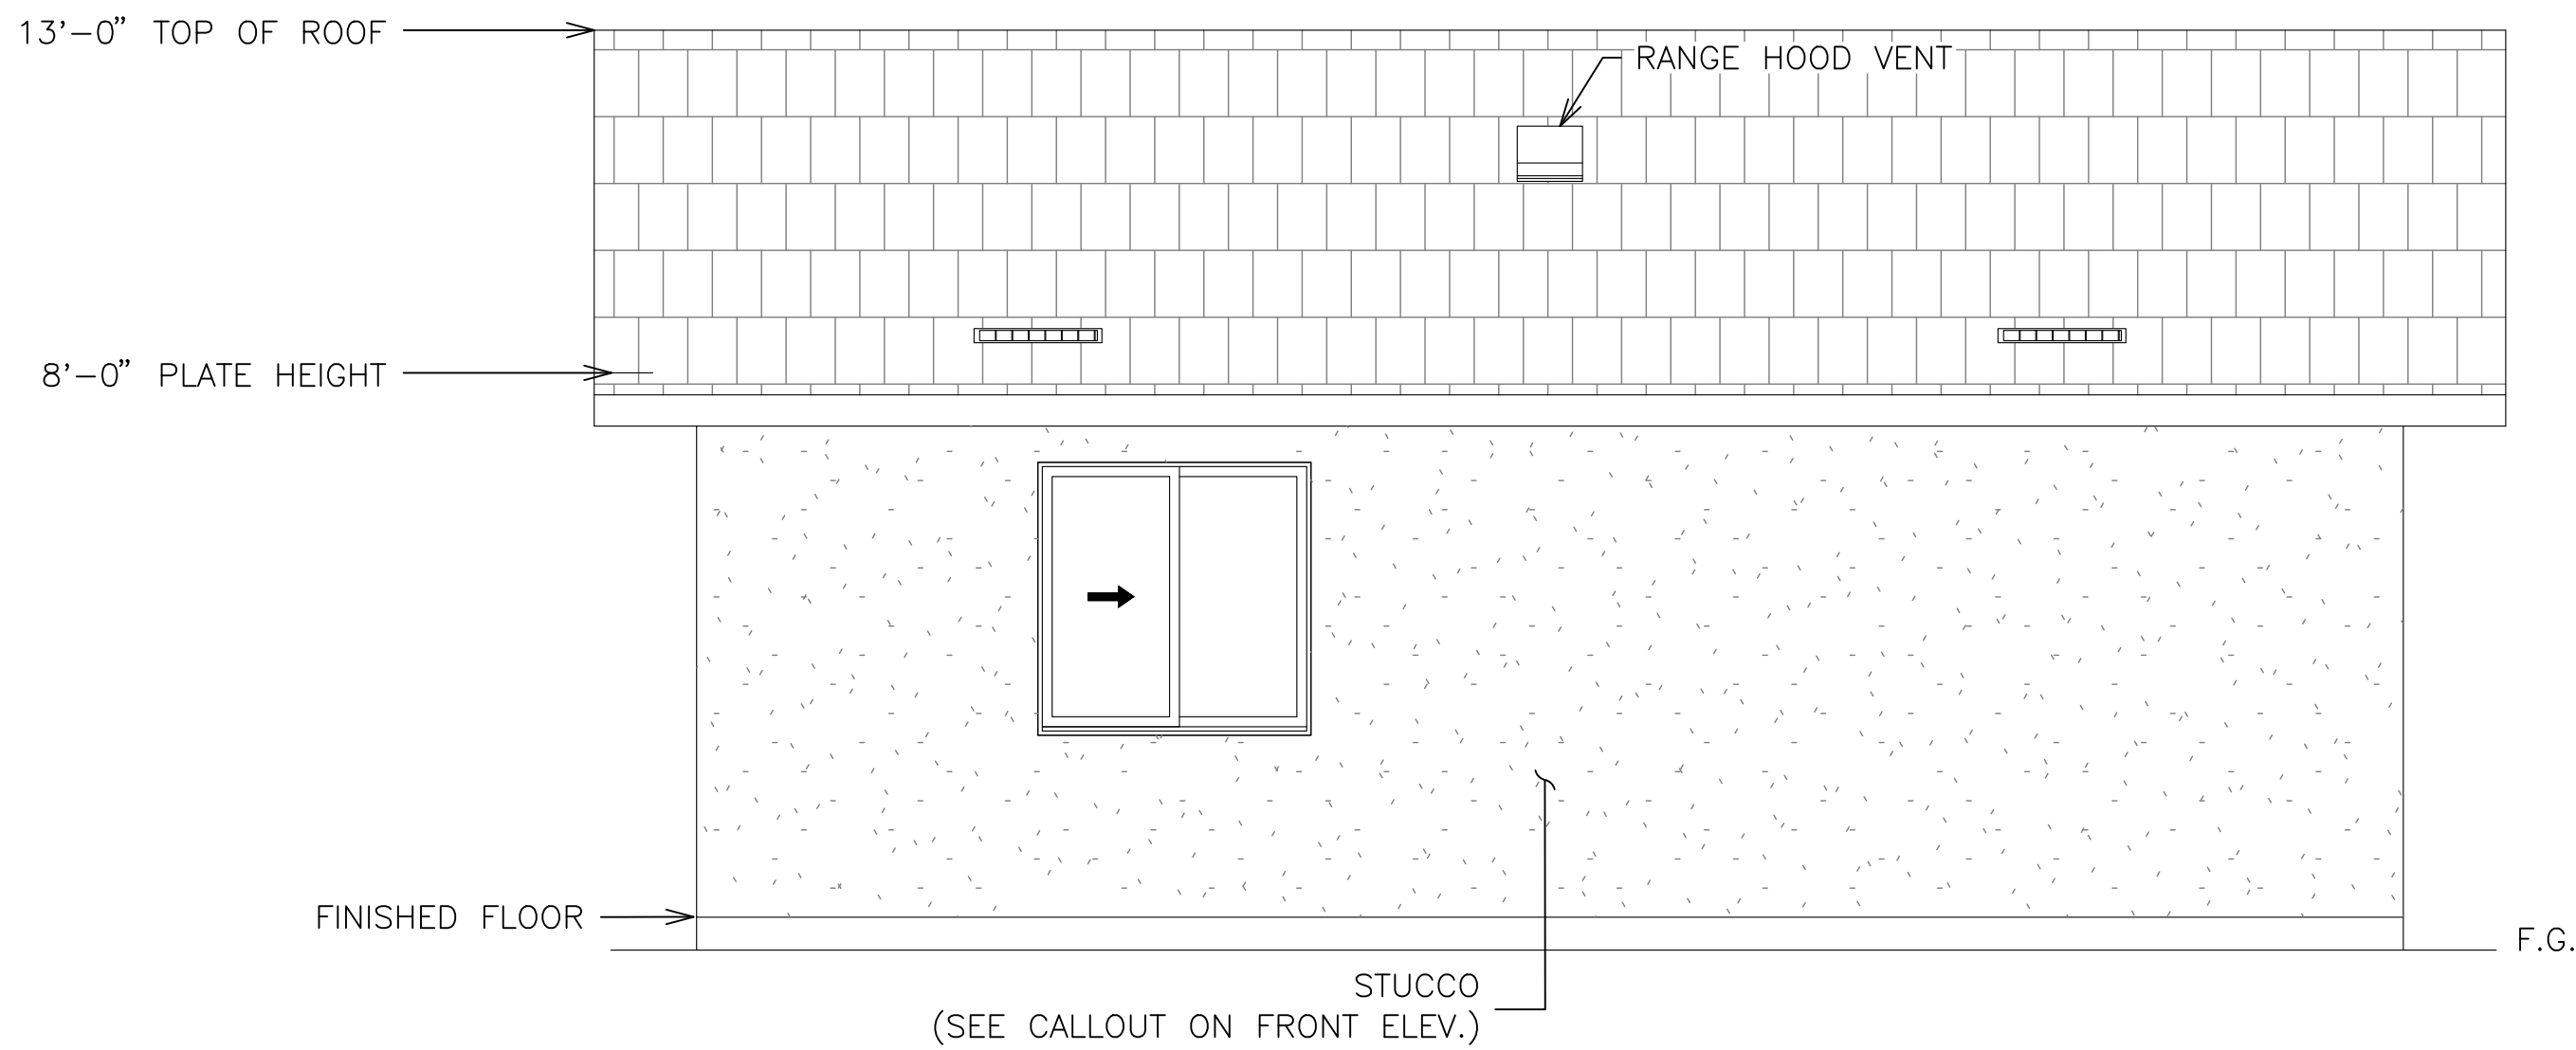 13'-0" TOP OF ROOF
RANGE HOOD VENT
8'-0" PLATE HEIGHT
FINISHED FLOOR
F.G.
STUCCO
(SEE CALLOUT ON FRONT ELEV.)